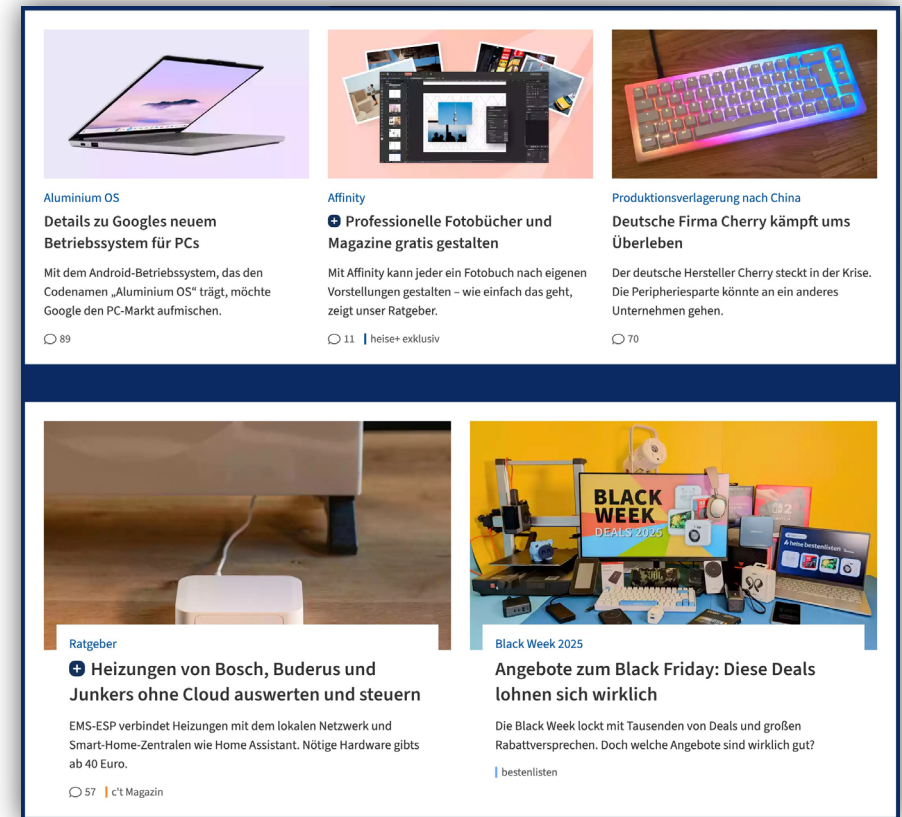 Aluminium OS
Details zu Googles neuem
Betriebssystem für PCs
Mit dem Android-Betriebssystem, das den
Codenamen „Aluminium OS“ trägt, möchte
Google den PC-Markt aufmischen.
89
Affinity
Professionelle Fotobücher und
Magazine gratis gestalten
Mit Affinity kann jeder ein Fotobuch nach eigenen
Vorstellungen gestalten – wie einfach das geht,
zeigt unser Ratgeber.
11 heise+ exklusiv
Produktionsverlagerung nach China
Deutsche Firma Cherry kämpft ums
Überleben
Der deutsche Hersteller Cherry steckt in der Krise.
Die Peripheriesparte könnte an ein anderes
Unternehmen gehen.
70
Ratgeber
Heizungen von Bosch, Buderus und
Junkers ohne Cloud auswerten und steuern
EMS-ESP verbindet Heizungen mit dem lokalen Netzwerk und
Smart-Home-Zentralen wie Home Assistant. Nötige Hardware gibts
ab 40 Euro.
57 c't Magazin
BLACK
WEEK
DEALS 2025
heise bestenlisten
JBL
Black Week 2025
Angebote zum Black Friday: Diese Deals
lohnen sich wirklich
Die Black Week lockt mit Tausenden von Deals und großen
Rabattversprechen. Doch welche Angebote sind wirklich gut?
bestenlisten